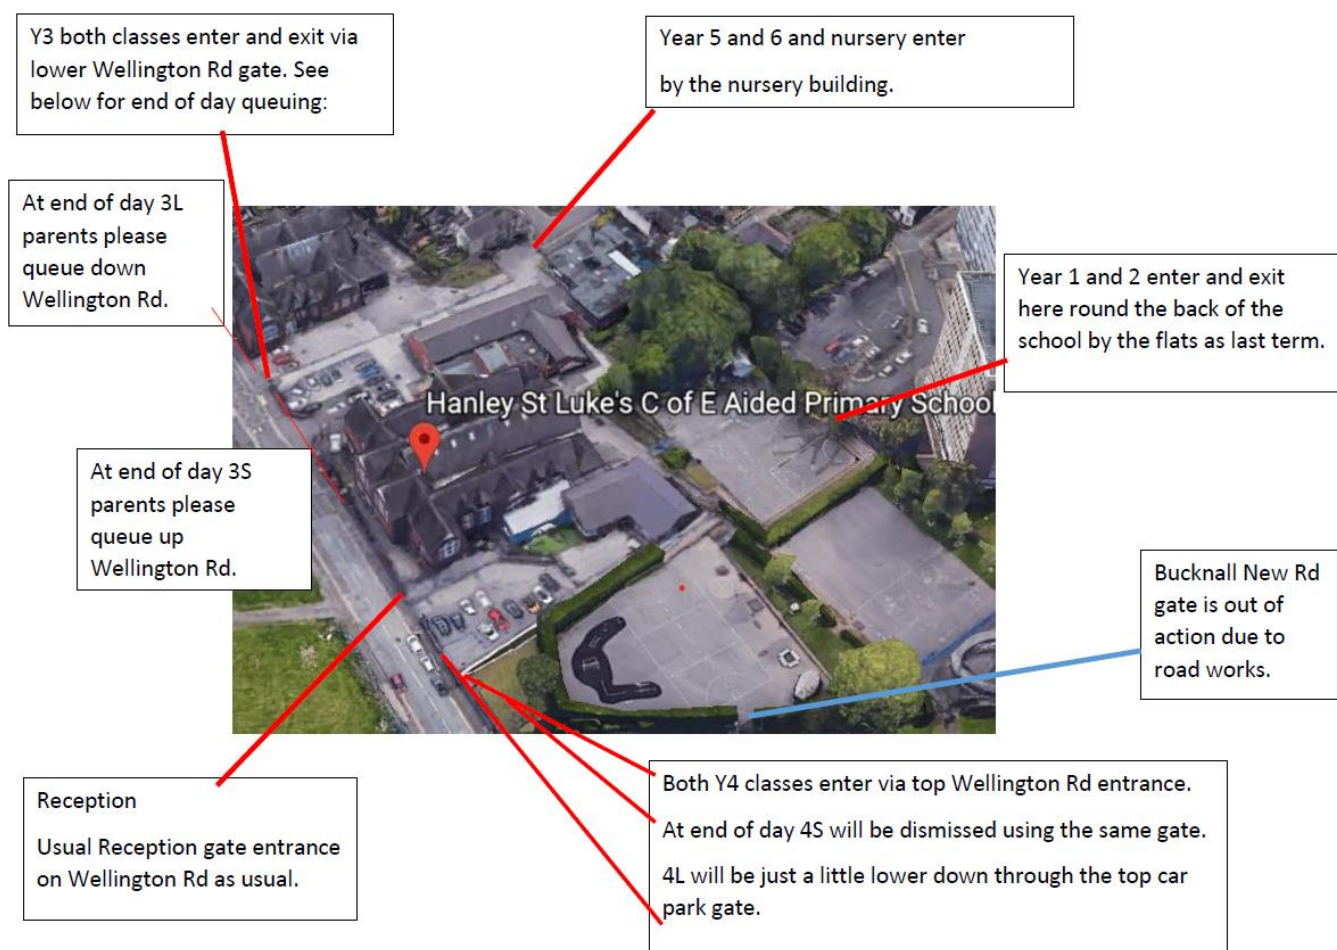 Y3 both classes enter and exit via
lower Wellington Rd gate. See
below for end of day queuing:
Year 5 and 6 and nursery enter
by the nursery building.
At end of day 3L
parents please
queue down
Wellington Rd.
Year 1 and 2 enter and exit
here round the back of the
school by the flats as last term.
Hanley St Luke's C of E Aided Primary School
At end of day 3S
parents please
queue up
Wellington Rd.
Bucknall New Rd
gate is out of
action due to
road works.
Reception
Usual Reception gate entrance
on Wellington Rd as usual.
Both Y4 classes enter via top Wellington Rd entrance.
At end of day 4S will be dismissed using the same gate.
4L will be just a little lower down through the top car
park gate.